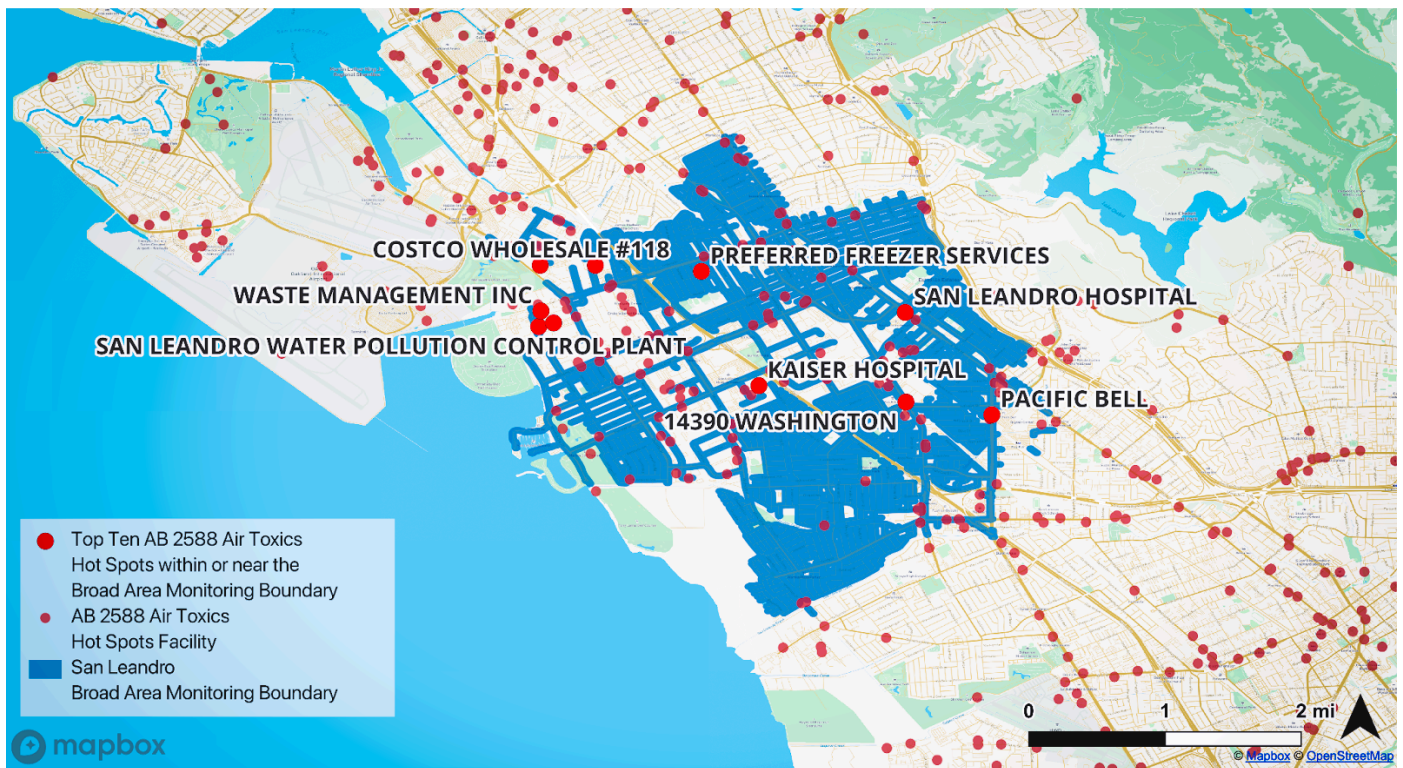 COSTCO WHOLESALE #118
PREFERRED FREEZER SERVICES
WASTE MANAGEMENT INC
SAN LEANDRO HOSPITAL
SAN LEANDRO WATER POLLUTION CONTROL PLANT
KAISER HOSPITAL
PACIFIC BELL
14390 WASHINGTON
Top Ten AB 2588 Air Toxics
Hot Spots within or near the
Broad Area Monitoring Boundary
AB 2588 Air Toxics
Hot Spots Facility
San Leandro
Broad Area Monitoring Boundary
0 1 2 mi
mapbox
© Mapbox © OpenStreetMap